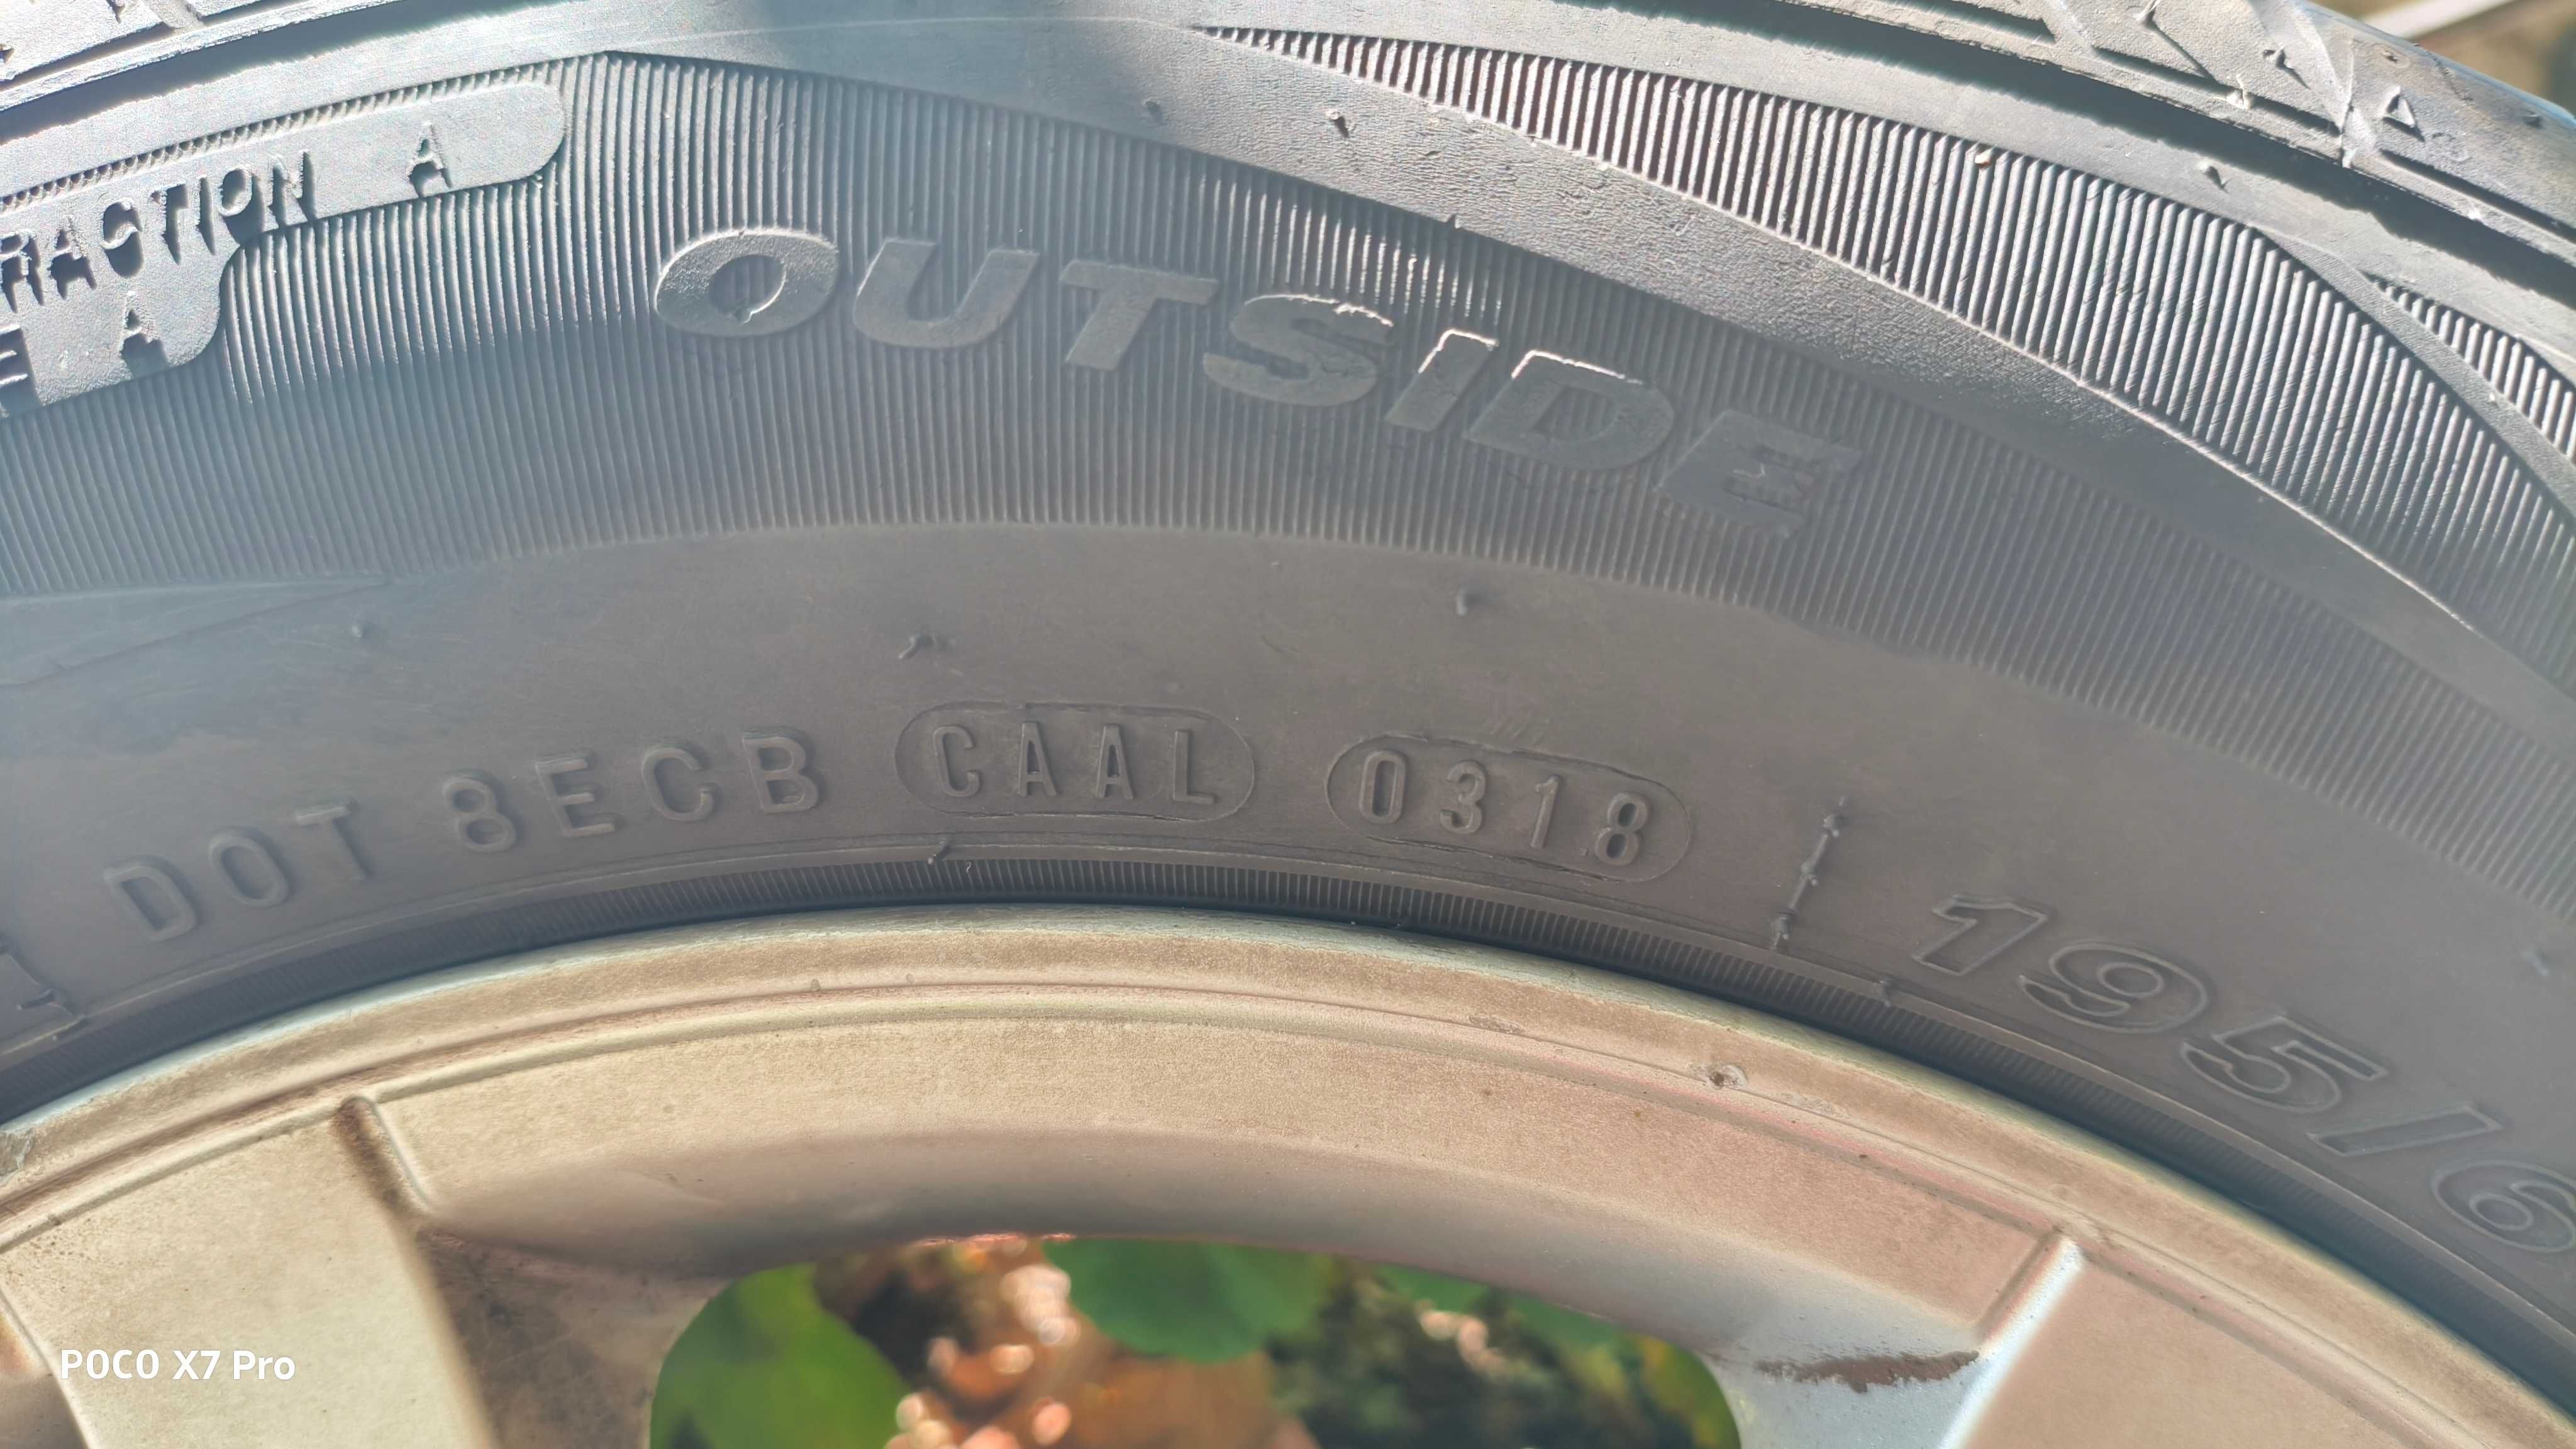 TRACTION A
A
OUTSIDE
DOT 8ECB CAAL 0318
195/6
POCO X7 Pro